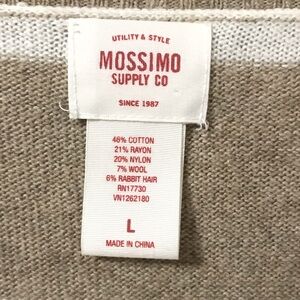 UTILITY & STYLE
MOSSIMO
SUPPLY CO
SINCE 1987
48% COTTON
21% RAYON
20% NYLON
7% WOOL
6% RABBIT HAIR
RN17730
VN1262180
L
MADE IN CHINA